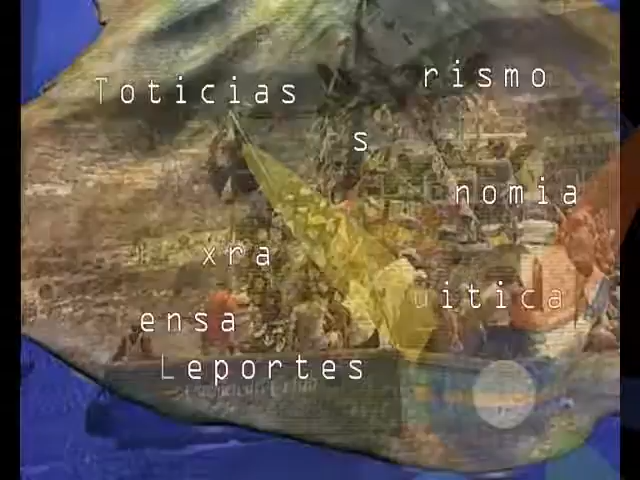 Toticias
rismo
s
nomia
xra
uitica
ensa
Leportes